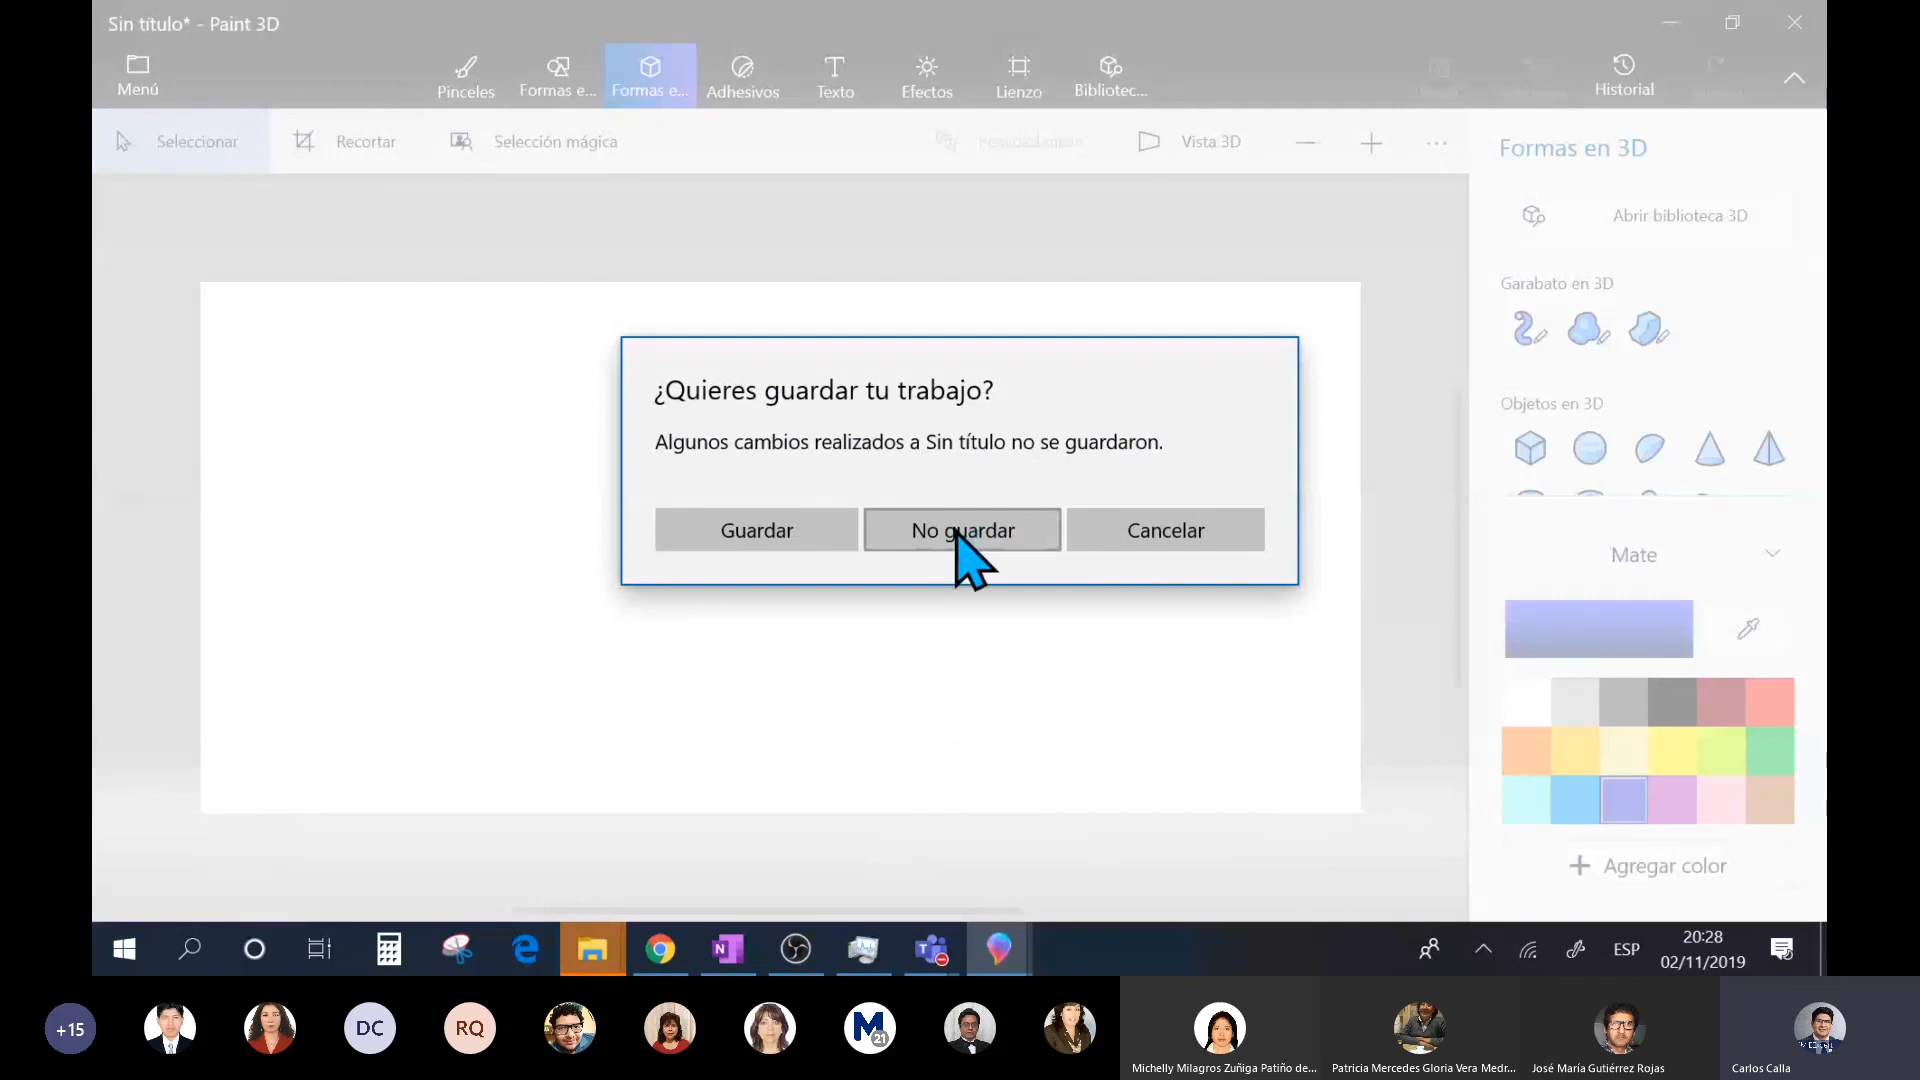 Sin título* - Paint 3D
Menú
Pinceles
Formas e...
Formas e...
Adhesivos
Texto
Efectos
Lienzo
Bibliotec...
Historial
Seleccionar
Recortar
Selección mágica
Vista 3D
Formas en 3D
Abrir biblioteca 3D
Garabato en 3D
Objetos en 3D
¿Quieres guardar tu trabajo?
Algunos cambios realizados a Sin título no se guardaron.
Guardar
No guardar
Cancelar
Mate
Agregar color
ESP
20:28
02/11/2019
+15
DC
RQ
M
21
Michelly Milagros Zuñiga Patiño de...
Patricia Mercedes Gloria Vera Medr...
José María Gutiérrez Rojas
Carlos Calla